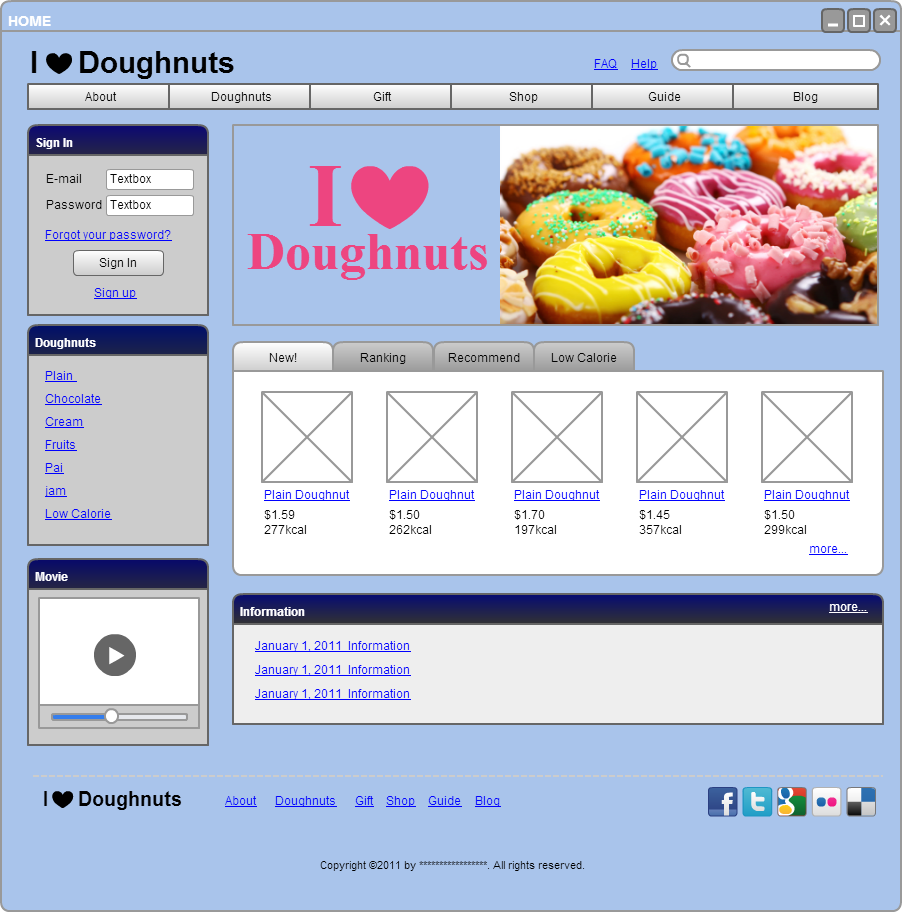 HOME
I ♥ Doughnuts
FAQ Help
About Doughnuts Gift Shop Guide Blog
Sign In
E-mail Textbox
Password Textbox
Forgot your password?
Sign In
Sign up
Doughnuts
Plain
Chocolate
Cream
Fruits
Pai
jam
Low Calorie
Movie
I ♥
Doughnuts
New! Ranking Recommend Low Calorie
Plain Doughnut Plain Doughnut Plain Doughnut Plain Doughnut Plain Doughnut
$1.59 $1.50 $1.70 $1.45 $1.50
277kcal 262kcal 197kcal 357kcal 299kcal
more...
Information more...
January 1, 2011 Information
January 1, 2011 Information
January 1, 2011 Information
I ♥ Doughnuts About Doughnuts Gift Shop Guide Blog f t g
Copyright ©2011 by *****************. All rights reserved.